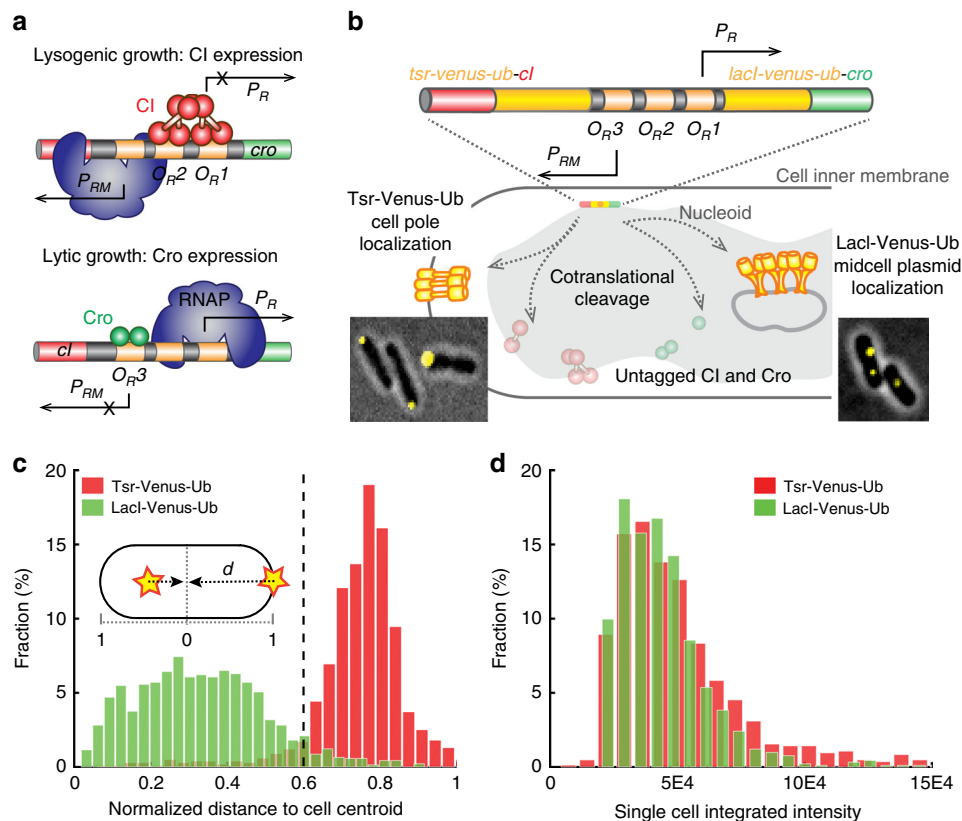 a
Lysogenic growth: CI expression
P_R
CI
cro
P_RM
O_R2 O_R1
Lytic growth: Cro expression
RNAP
P_R
Cro
cI
O_R3
P_RM
b
P_R
tsr-venus-ub-cI
lacI-venus-ub-cro
O_R3 O_R2 O_R1
P_RM
Cell inner membrane
Tsr-Venus-Ub
cell pole
localization
Nucleoid
LacI-Venus-Ub
midcell plasmid
localization
Cotranslational
cleavage
Untagged CI and Cro
c
20
15
10
5
0
Fraction (%)
Tsr-Venus-Ub
LacI-Venus-Ub
d
1 0 1
0 0.2 0.4 0.6 0.8 1
Normalized distance to cell centroid
d
20
15
10
5
0
Fraction (%)
Tsr-Venus-Ub
LacI-Venus-Ub
5E4 10E4 15E4
Single cell integrated intensity